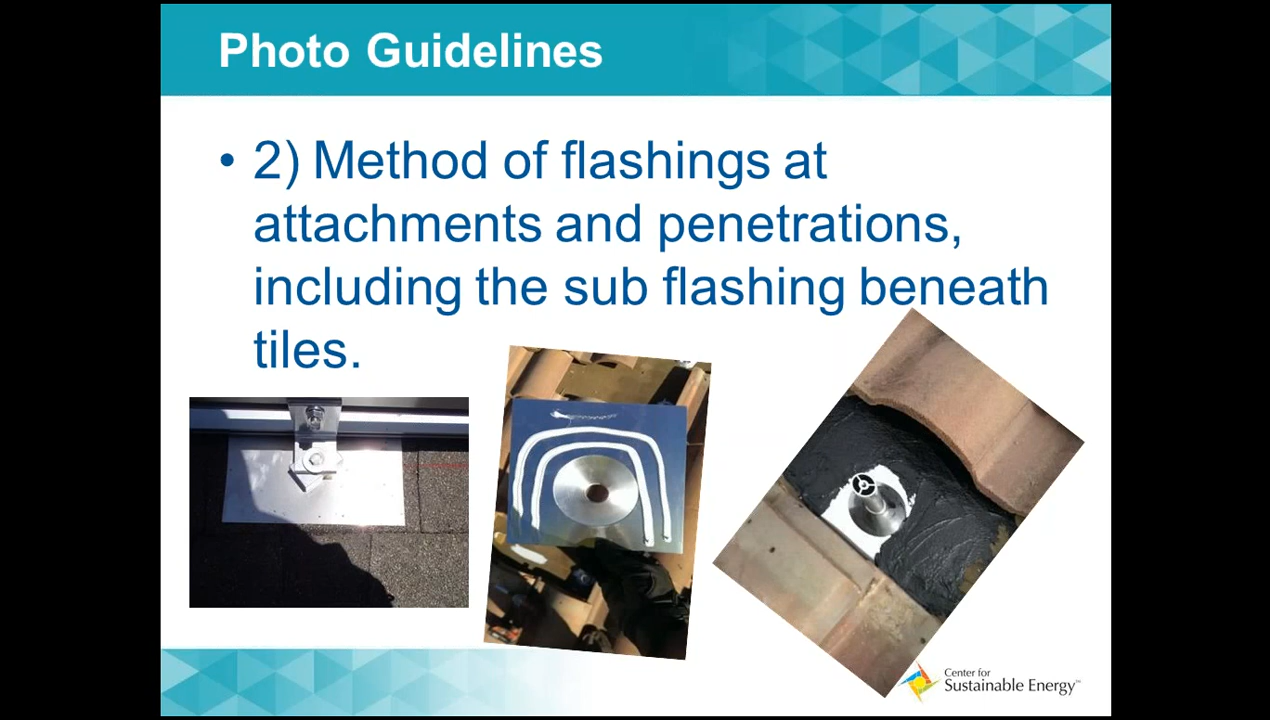 Photo Guidelines
• 2) Method of flashings at
attachments and penetrations,
including the sub flashing beneath
tiles.
Center for
Sustainable Energy™